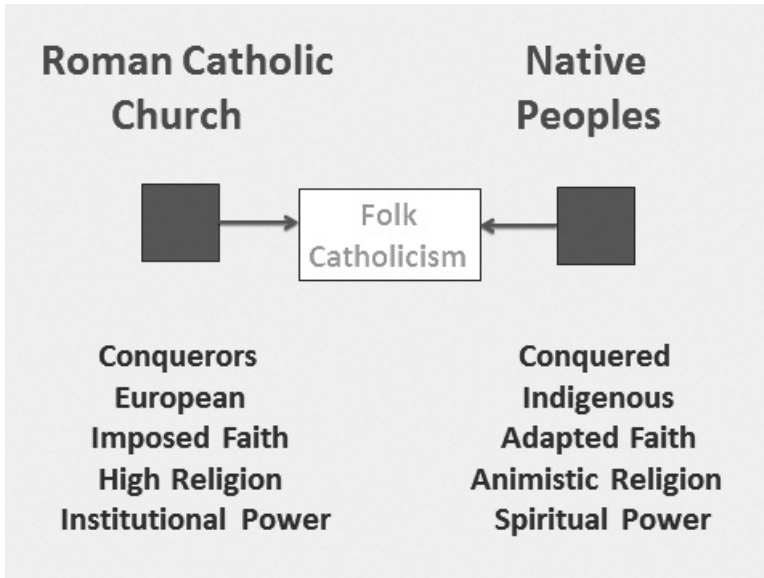 Roman Catholic
Church
Native
Peoples
Folk
Catholicism
Conquerors
European
Imposed Faith
High Religion
Institutional Power
Conquered
Indigenous
Adapted Faith
Animistic Religion
Spiritual Power